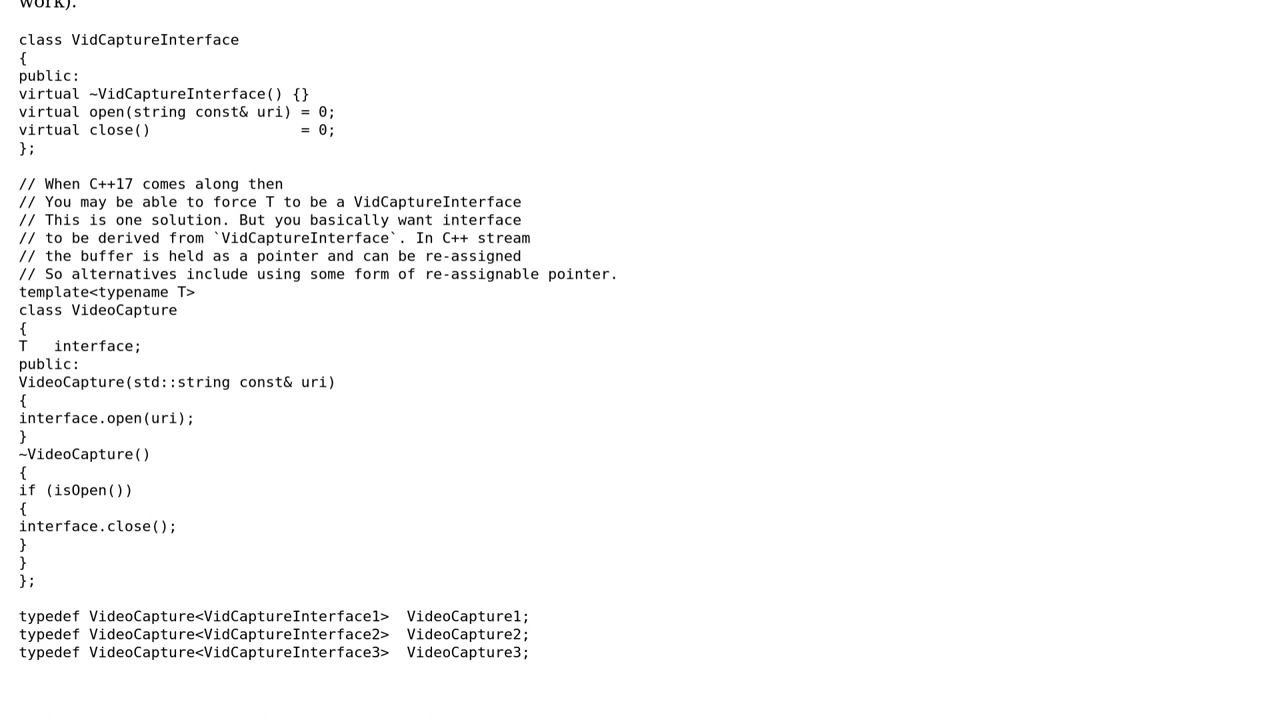 work).
class VidCaptureInterface
{
public:
virtual ~VidCaptureInterface() {}
virtual open(string const& uri) = 0;
virtual close()                 = 0;
};
// When C++17 comes along then
// You may be able to force T to be a VidCaptureInterface
// This is one solution. But you basically want interface
// to be derived from `VidCaptureInterface`. In C++ stream
// the buffer is held as a pointer and can be re-assigned
// So alternatives include using some form of re-assignable pointer.
template<typename T>
class VideoCapture
{
T   interface;
public:
VideoCapture(std::string const& uri)
{
interface.open(uri);
}
~VideoCapture()
{
if (isOpen())
{
interface.close();
}
}
};
typedef VideoCapture<VidCaptureInterface1>  VideoCapture1;
typedef VideoCapture<VidCaptureInterface2>  VideoCapture2;
typedef VideoCapture<VidCaptureInterface3>  VideoCapture3;